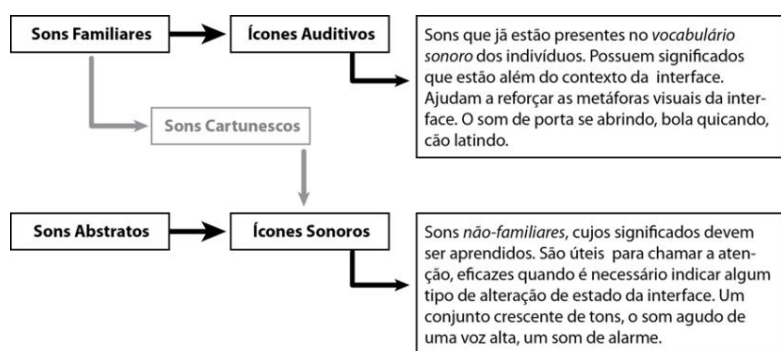 Sons Familiares
Ícones Auditivos
Sons que já estão presentes no vocabulário
sonoro dos indivíduos. Possuem significados
que estão além do contexto da interface.
Ajudam a reforçar as metáforas visuais da inter-
face. O som de porta se abrindo, bola quicando,
cão latindo.
Sons Cartunescos
Sons Abstratos
Ícones Sonoros
Sons não-familiares, cujos significados devem
ser aprendidos. São úteis para chamar a aten-
ção, eficazes quando é necessário indicar algum
tipo de alteração de estado da interface. Um
conjunto crescente de tons, o som agudo de
uma voz alta, um som de alarme.